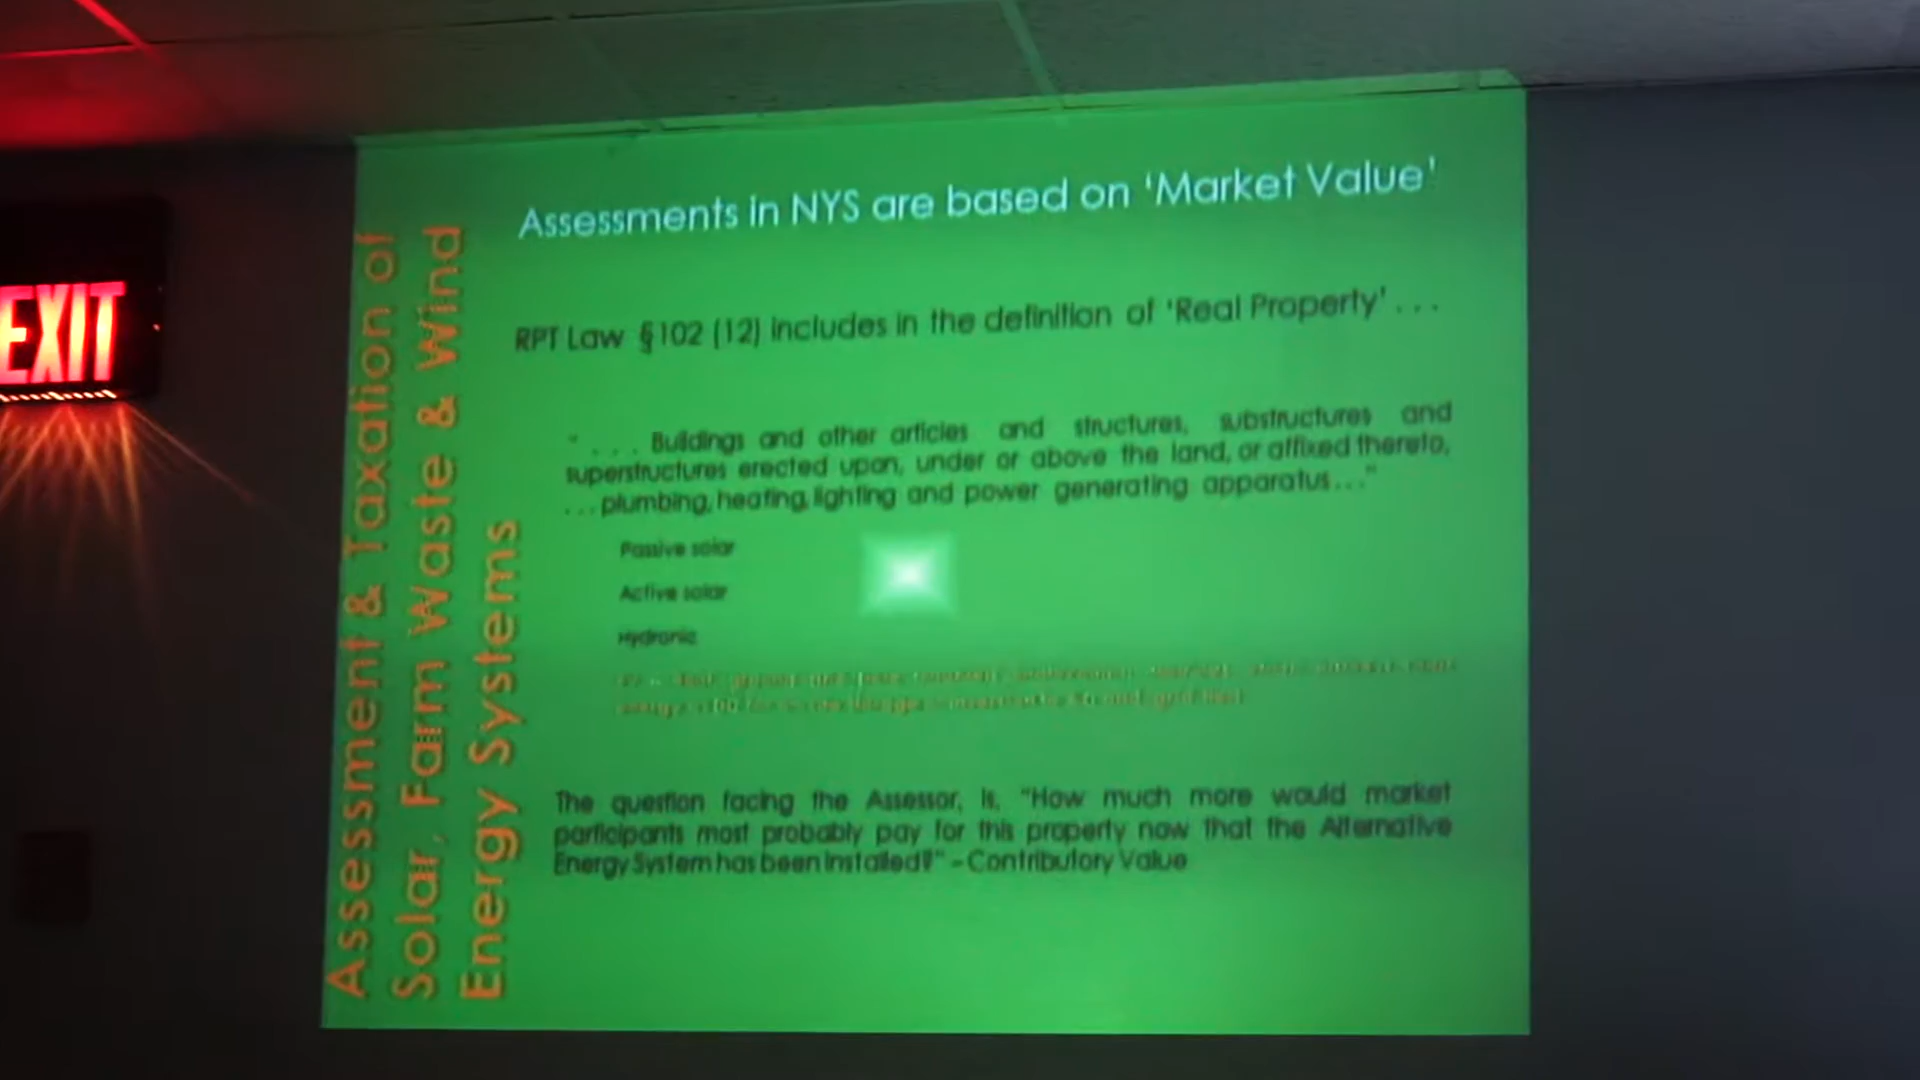 EXIT
Assessment & Taxation of
Solar, Farm Waste & Wind
Energy Systems
Assessments in NYS are based on ‘Market Value’
RPT Law §102 (12) includes in the definition of ‘Real Property’ . . .
“ . . . Buildings and other articles and structures, substructures and
superstructures erected upon, under or above the land, or affixed thereto,
. . . plumbing, heating, lighting and power generating apparatus . . .”
Passive solar
Active solar
Hydronic
energy
The question facing the Assessor, is, “How much more would market
participants most probably pay for this property now that the Alternative
Energy System has been installed?” – Contributory Value